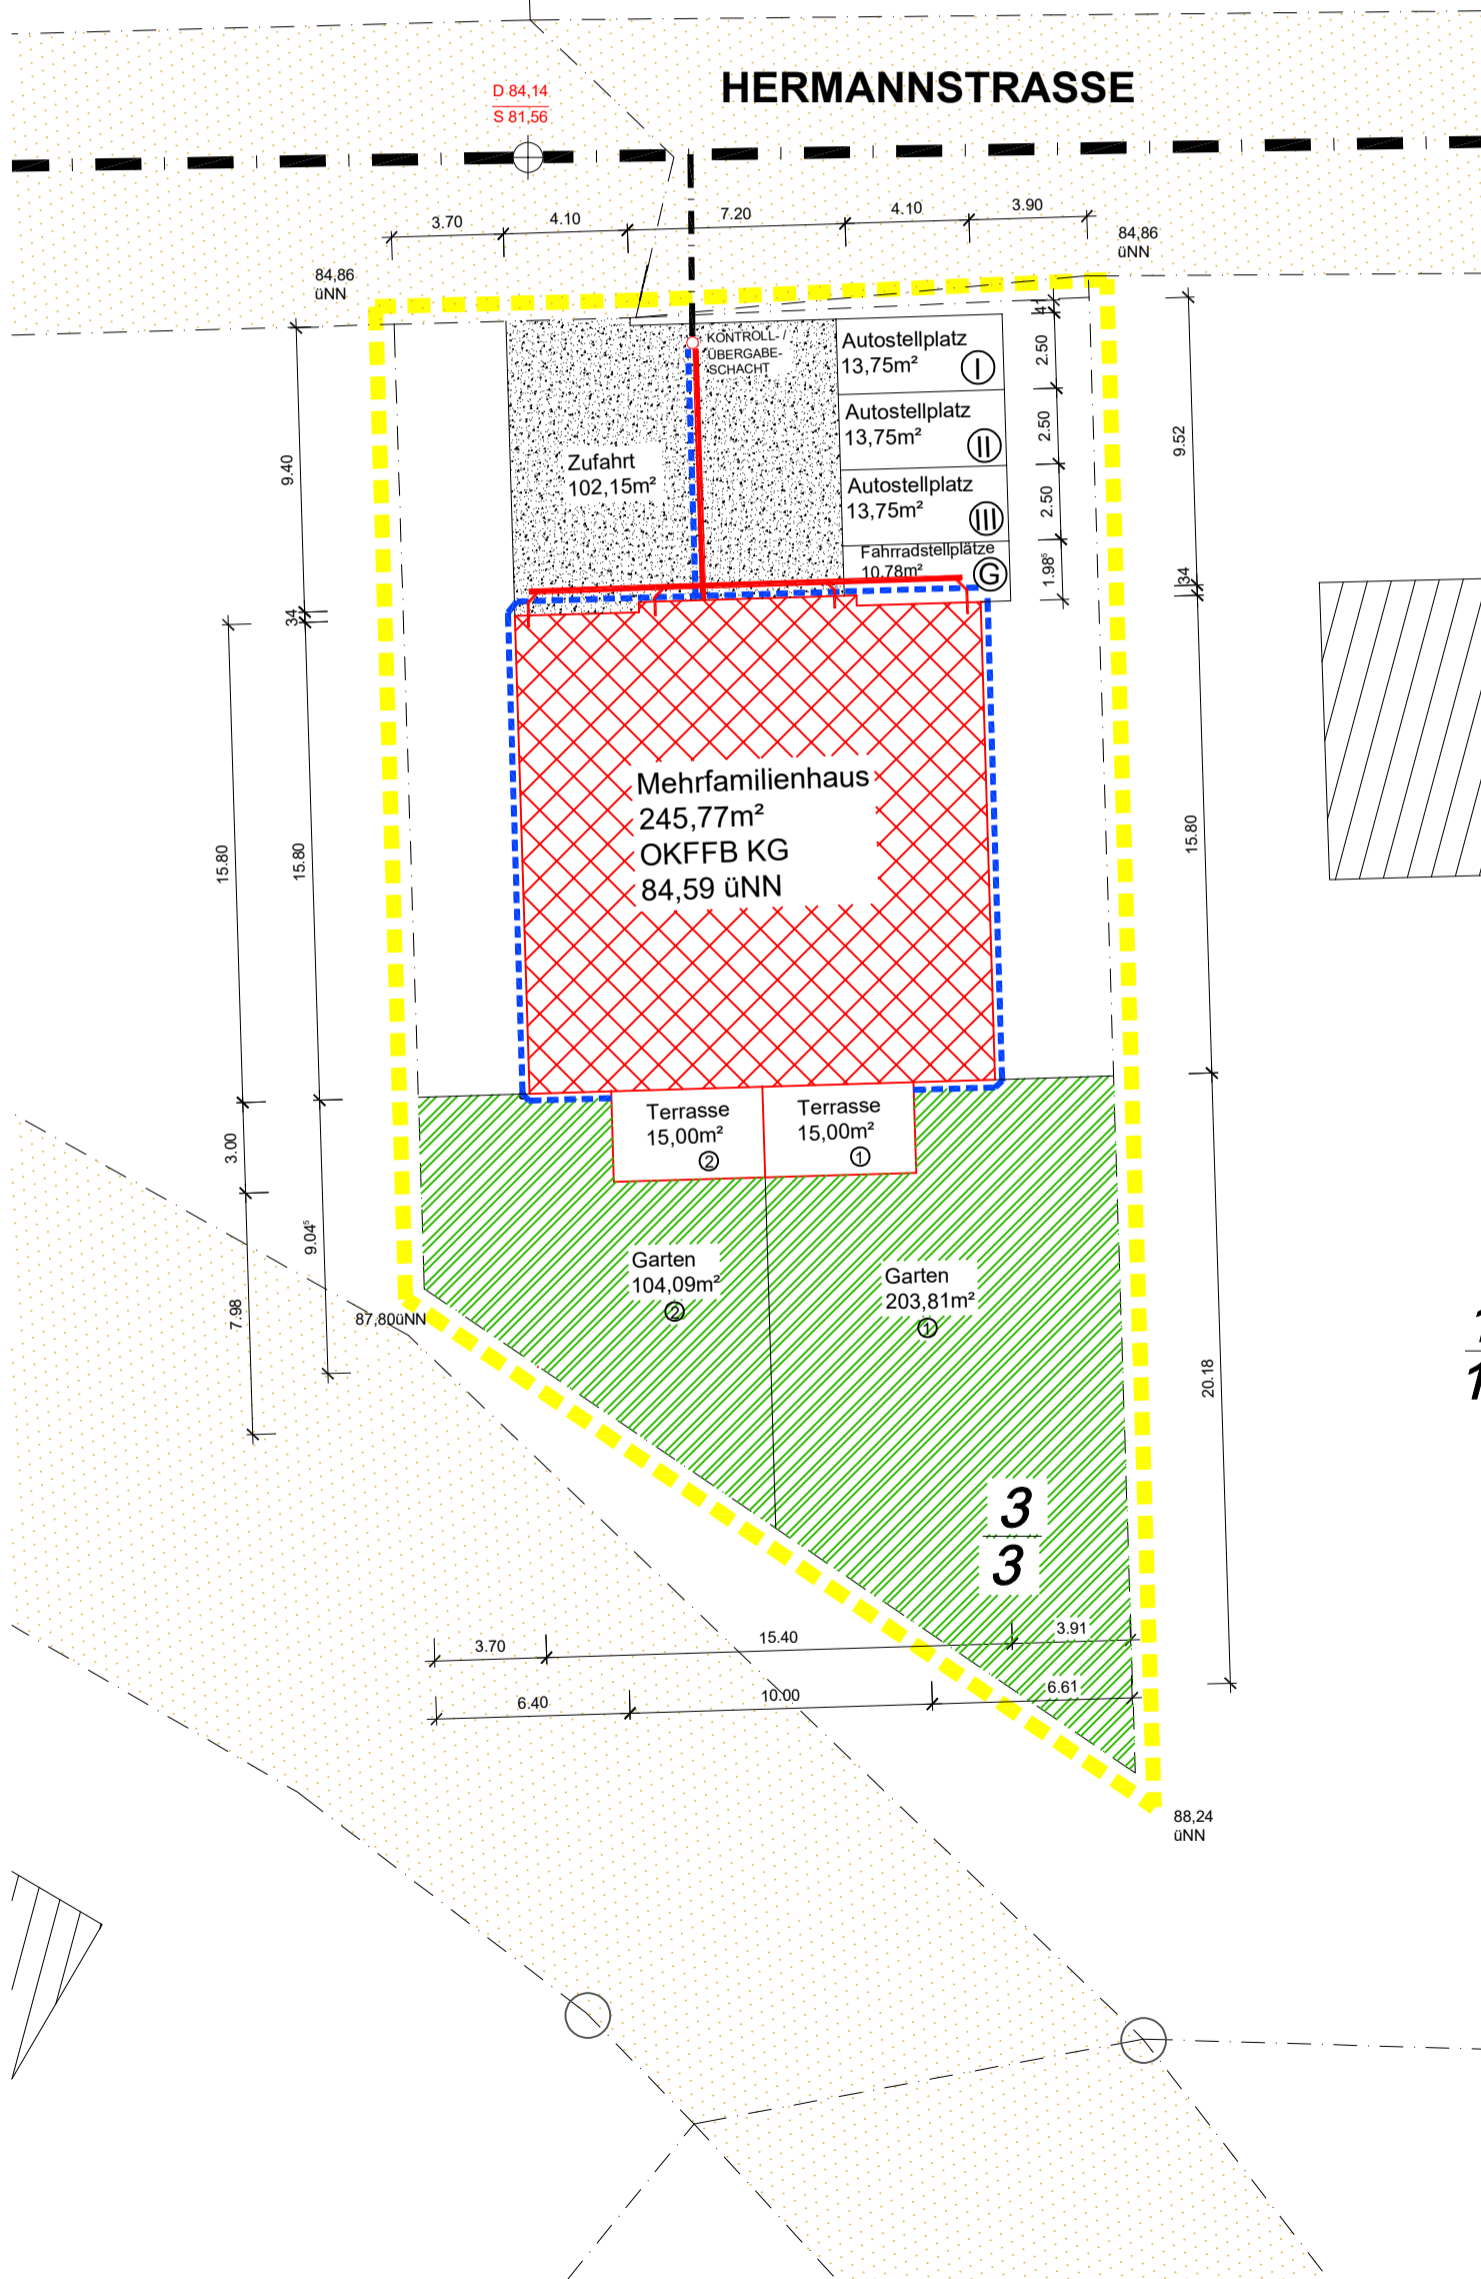 HERMANNSTRASSE
D 84,14
S 81,56
3.70
4.10
7.20
4.10
3.90
84,86
üNN
84,86
üNN
KONTROLL-/
ÜBERGABE-
SCHACHT
Autostellplatz
13,75m²
I
Autostellplatz
13,75m²
II
Autostellplatz
13,75m²
III
Fahrradstellplätze
10,78m²
G
Zufahrt
102,15m²
41
2.50
2.50
2.50
1.98⁵
9.52
34
15.80
20.18
9.40
34
15.80
15.80
3.00
9.04⁵
7.98
Mehrfamilienhaus
245,77m²
OKFFB KG
84,59 üNN
Terrasse
15,00m²
2
Terrasse
15,00m²
1
Garten
104,09m²
2
Garten
203,81m²
1
87,80üNN
3
3
3.70
15.40
3.91
6.40
10.00
6.61
88,24
üNN